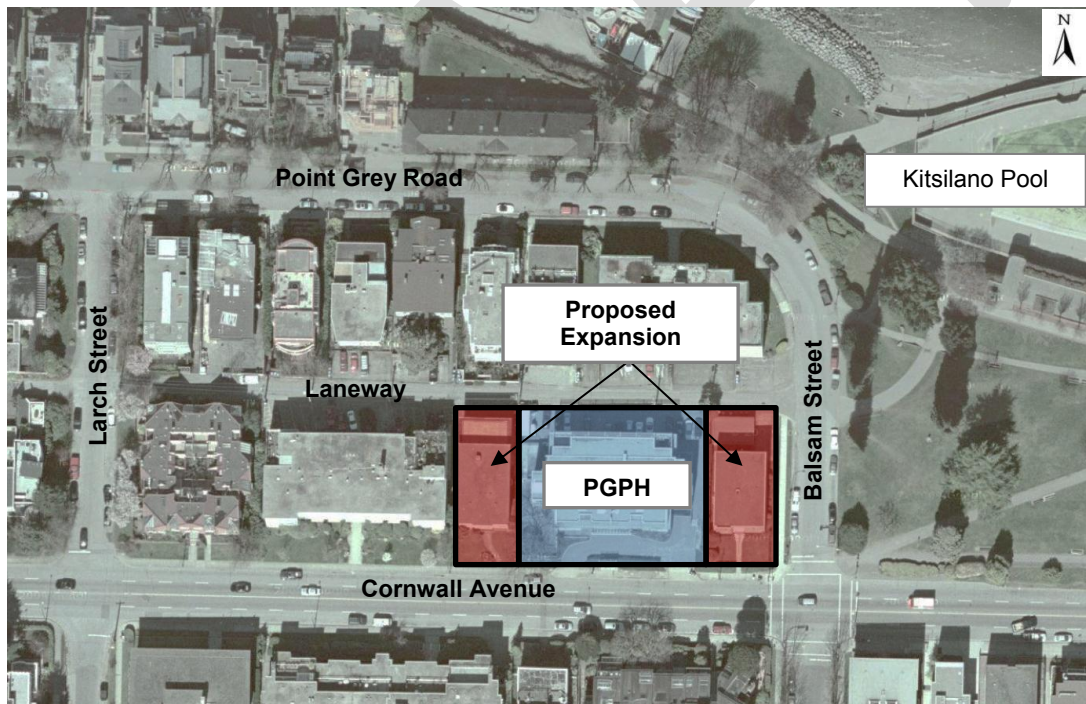 N
Kitsilano Pool
Point Grey Road
Proposed
Expansion
Larch Street
Laneway
Balsam Street
PGPH
Cornwall Avenue